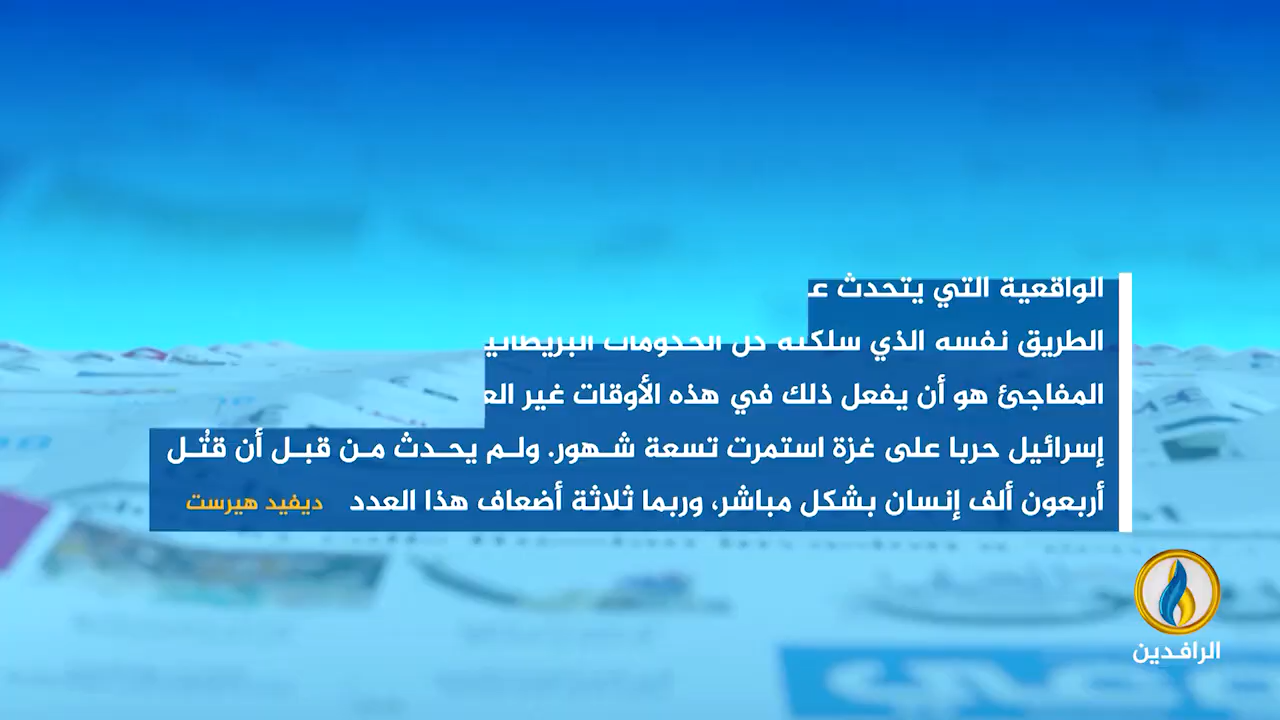 الواقعية التي يتحدث
الطريق نفسه الذي سلكته كل الحكومات
المفاجئ هو أن يفعل ذلك في هذه الأوقات غير
إسرائيل حربا على غزة استمرت تسعة شهور. ولم يحدث من قبل أن قتُل
أربعون ألف إنسان بشكل مباشر، وربما ثلاثة أضعاف هذا العدد ديفيد هيرست
الرافدين